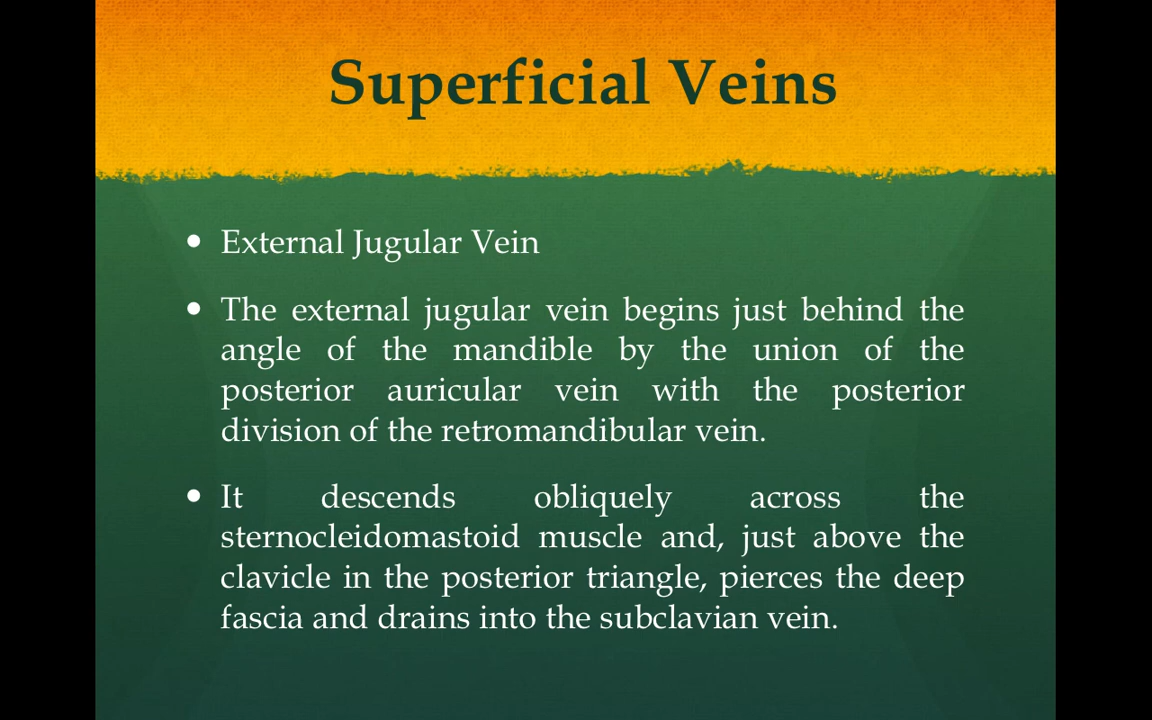 Superficial Veins
• External Jugular Vein
• The external jugular vein begins just behind the
angle of the mandible by the union of the
posterior auricular vein with the posterior
division of the retromandibular vein.
• It descends obliquely across the
sternocleidomastoid muscle and, just above the
clavicle in the posterior triangle, pierces the deep
fascia and drains into the subclavian vein.